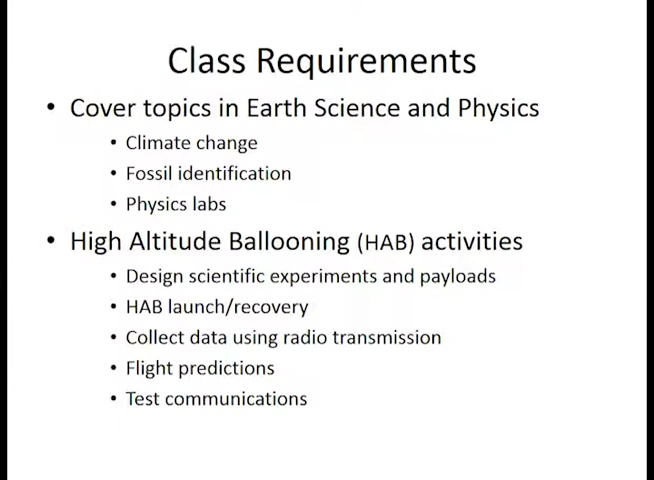 Class Requirements
• Cover topics in Earth Science and Physics
• Climate change
• Fossil identification
• Physics labs
• High Altitude Ballooning (HAB) activities
• Design scientific experiments and payloads
• HAB launch/recovery
• Collect data using radio transmission
• Flight predictions
• Test communications